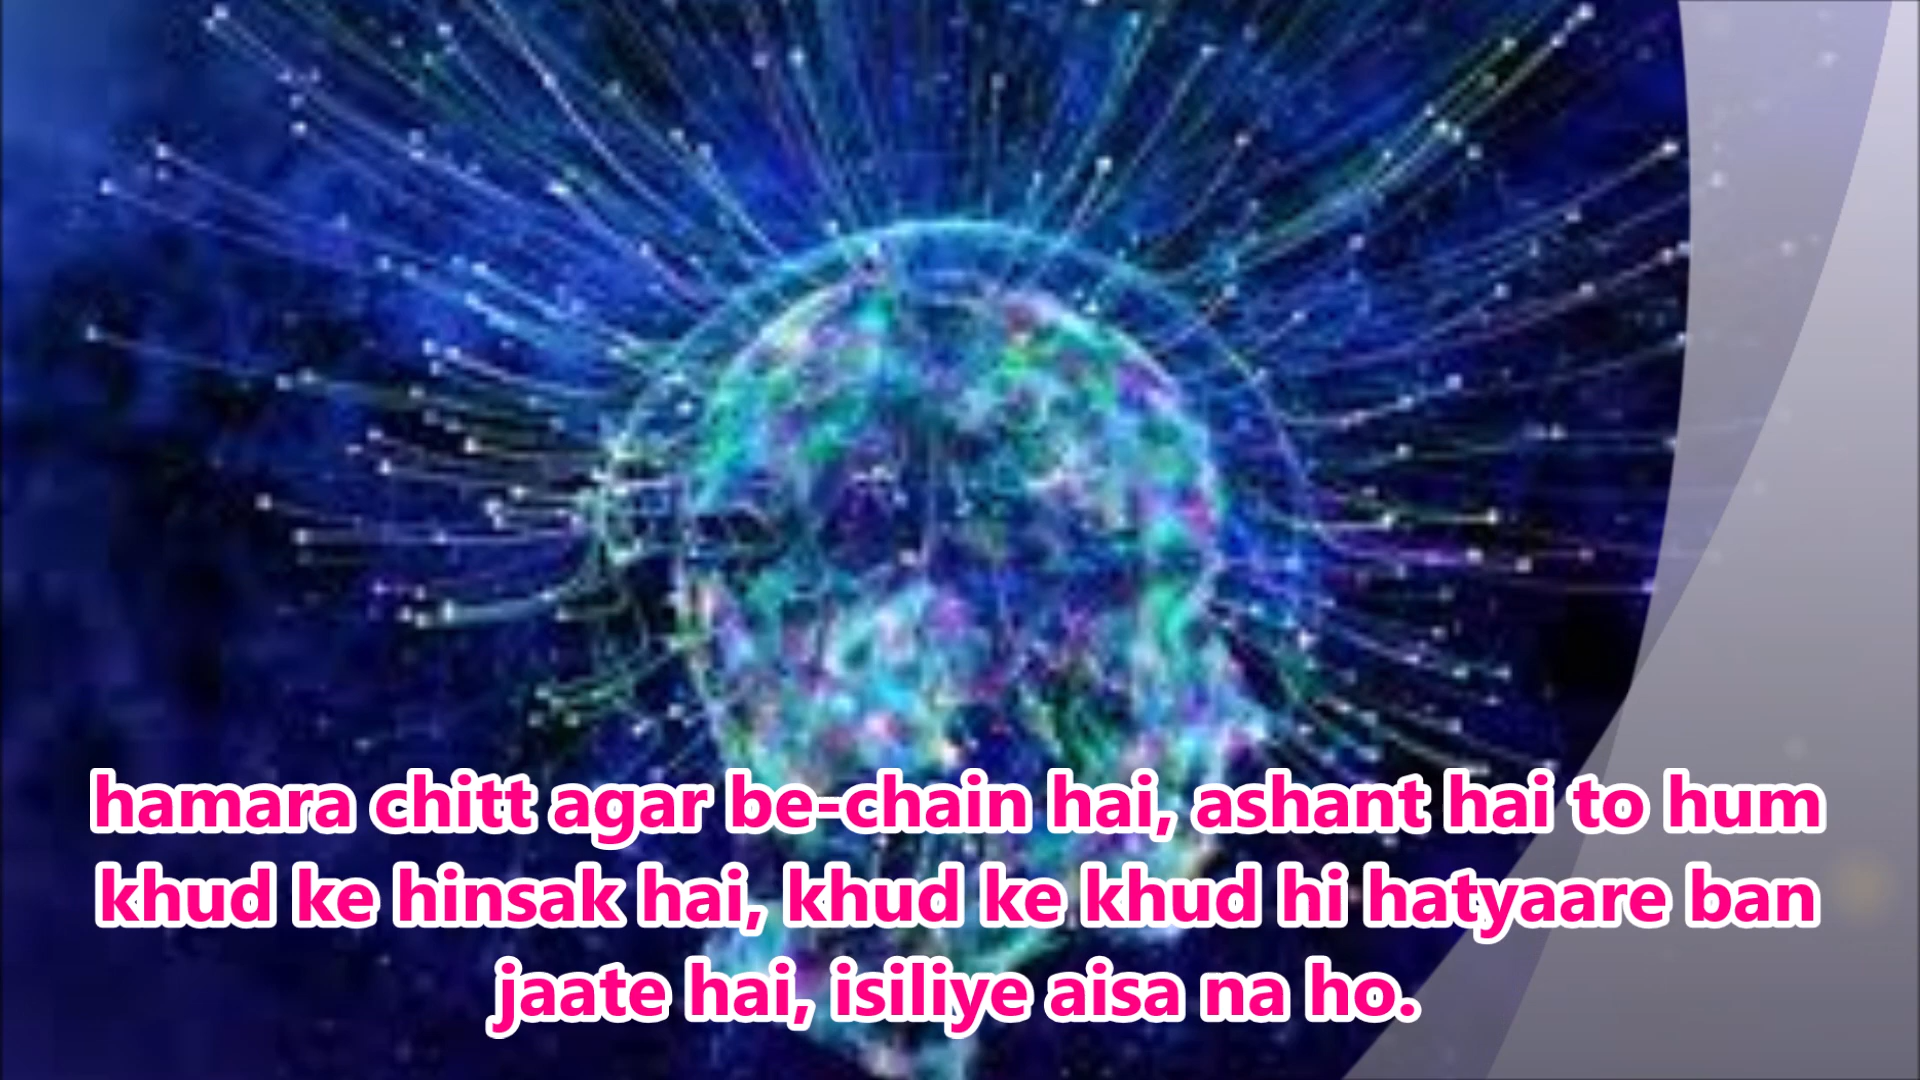 hamara chitt agar be-chain hai, ashant hai to hum
khud ke hinsak hai, khud ke khud hi hatyaare ban
jaate hai, isiliye aisa na ho.